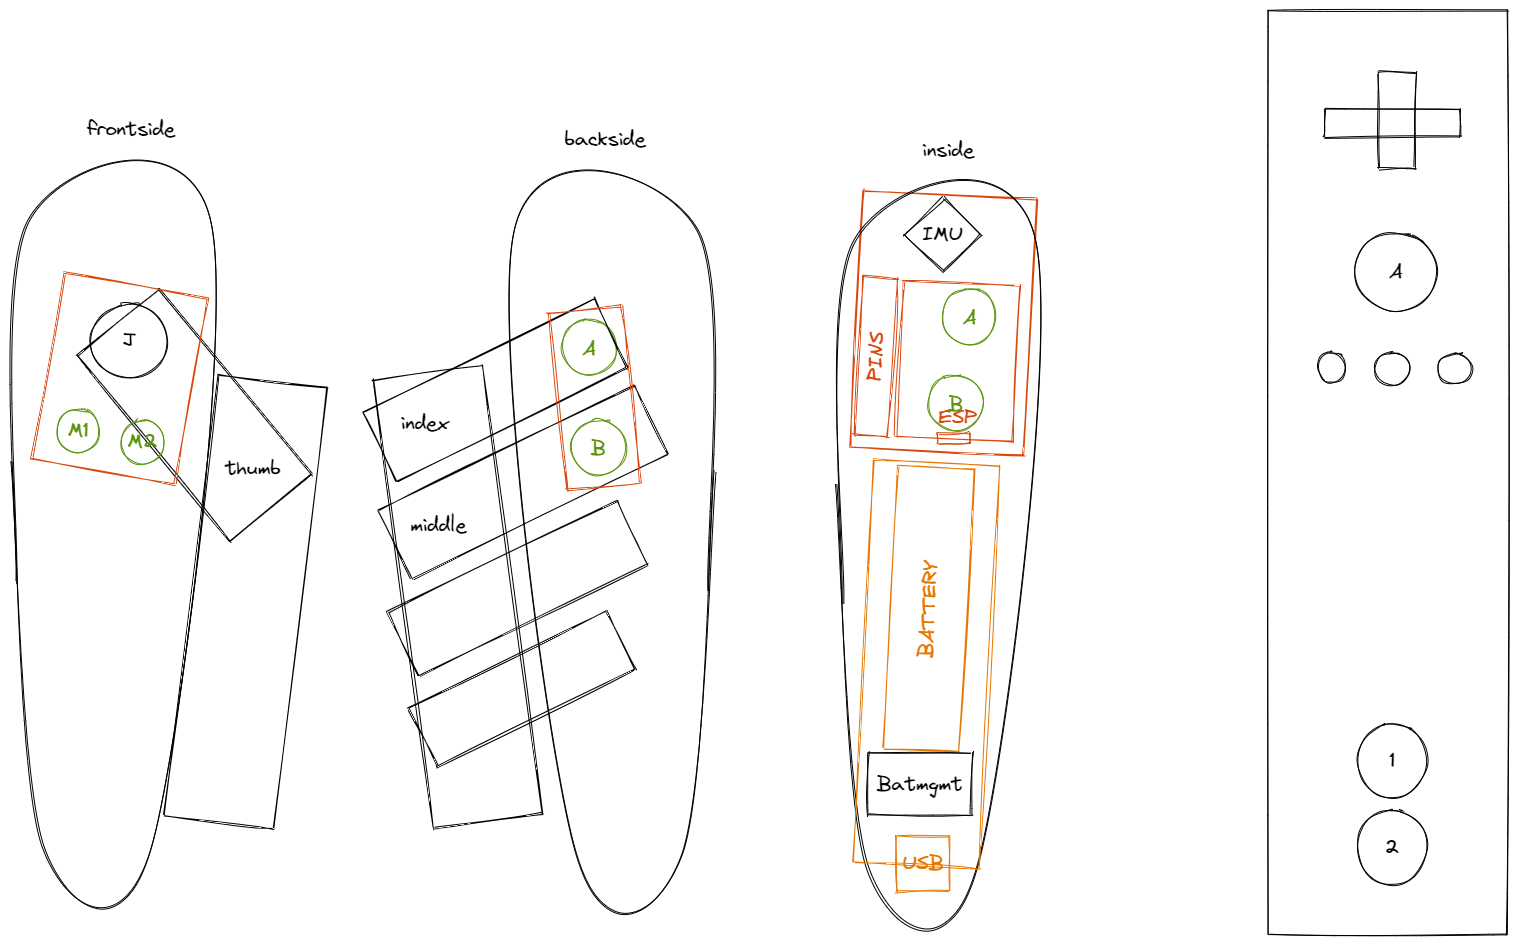 frontside
J
M1
M2
thumb
backside
index
middle
A
B
inside
IMU
PINS
A
B
ESP
BATTERY
Batmgmt
USB
A
1
2